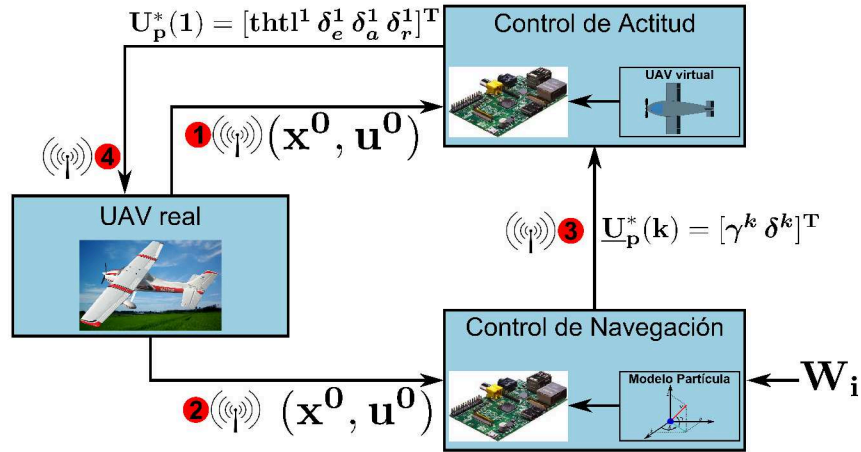 U*p(1) = [thtl¹ δ¹e δ¹a δ¹r]ᵀ
Control de Actitud
UAV virtual
1 (x⁰, u⁰)
4
UAV real
3 U*p(k) = [γᵏ δᵏ]ᵀ
Control de Navegación
Modelo Partícula
Wi
2 (x⁰, u⁰)